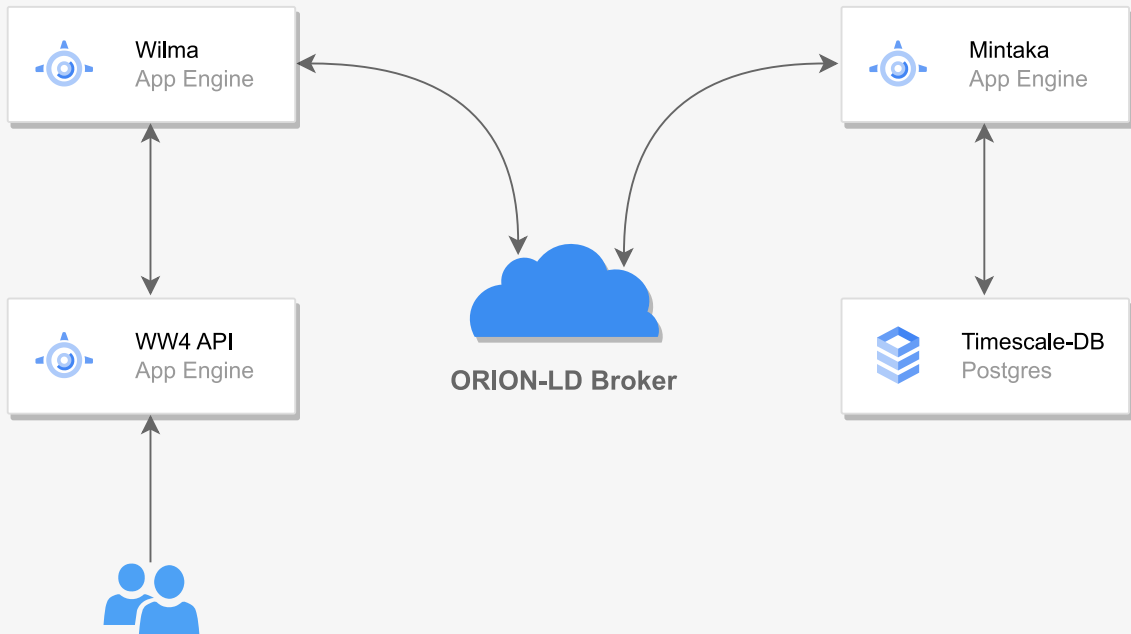 Wilma
App Engine
Mintaka
App Engine
WW4 API
App Engine
ORION-LD Broker
Timescale-DB
Postgres